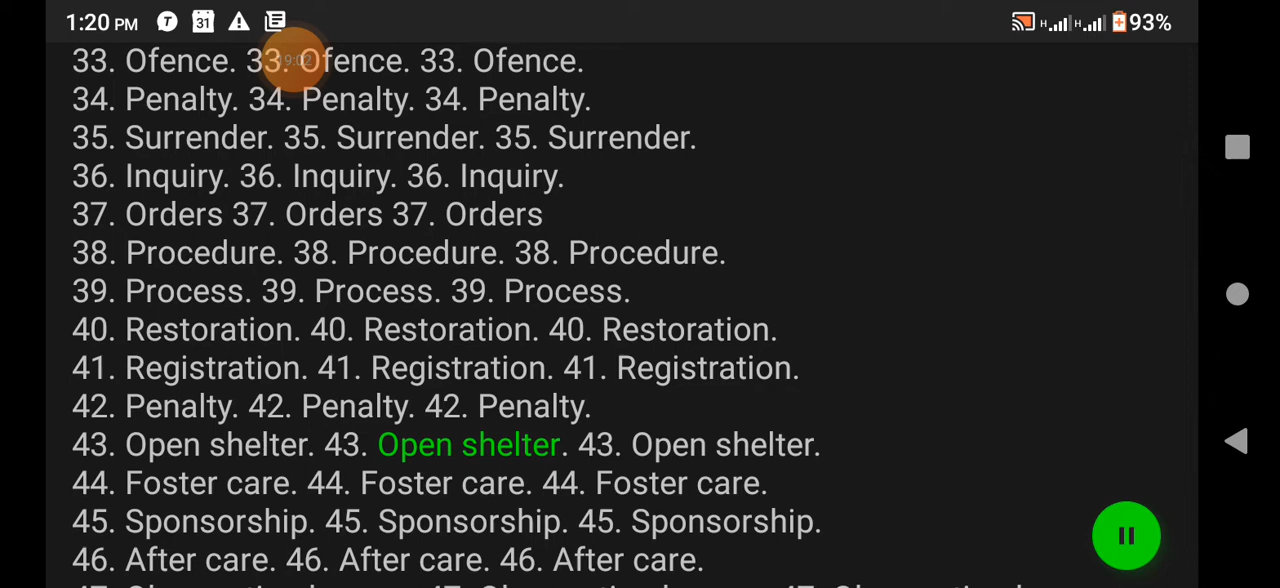 1:20 PM T 31 H H 93%
33. Ofence. 33. Ofence. 33. Ofence.
19:02
34. Penalty. 34. Penalty. 34. Penalty.
35. Surrender. 35. Surrender. 35. Surrender.
36. Inquiry. 36. Inquiry. 36. Inquiry.
37. Orders 37. Orders 37. Orders
38. Procedure. 38. Procedure. 38. Procedure.
39. Process. 39. Process. 39. Process.
40. Restoration. 40. Restoration. 40. Restoration.
41. Registration. 41. Registration. 41. Registration.
42. Penalty. 42. Penalty. 42. Penalty.
43. Open shelter. 43. Open shelter. 43. Open shelter.
44. Foster care. 44. Foster care. 44. Foster care.
45. Sponsorship. 45. Sponsorship. 45. Sponsorship.
46. After care. 46. After care. 46. After care.